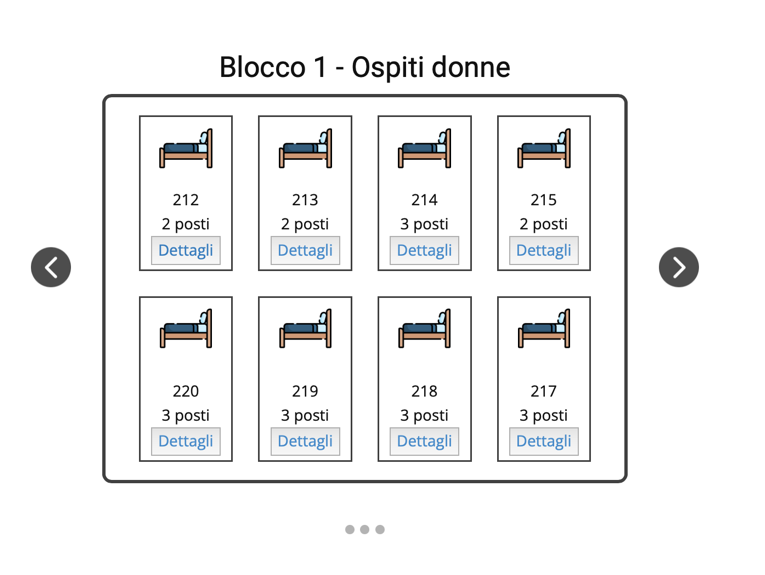 Blocco 1 - Ospiti donne
212
2 posti
Dettagli
213
2 posti
Dettagli
214
3 posti
Dettagli
215
2 posti
Dettagli
220
3 posti
Dettagli
219
3 posti
Dettagli
218
3 posti
Dettagli
217
3 posti
Dettagli